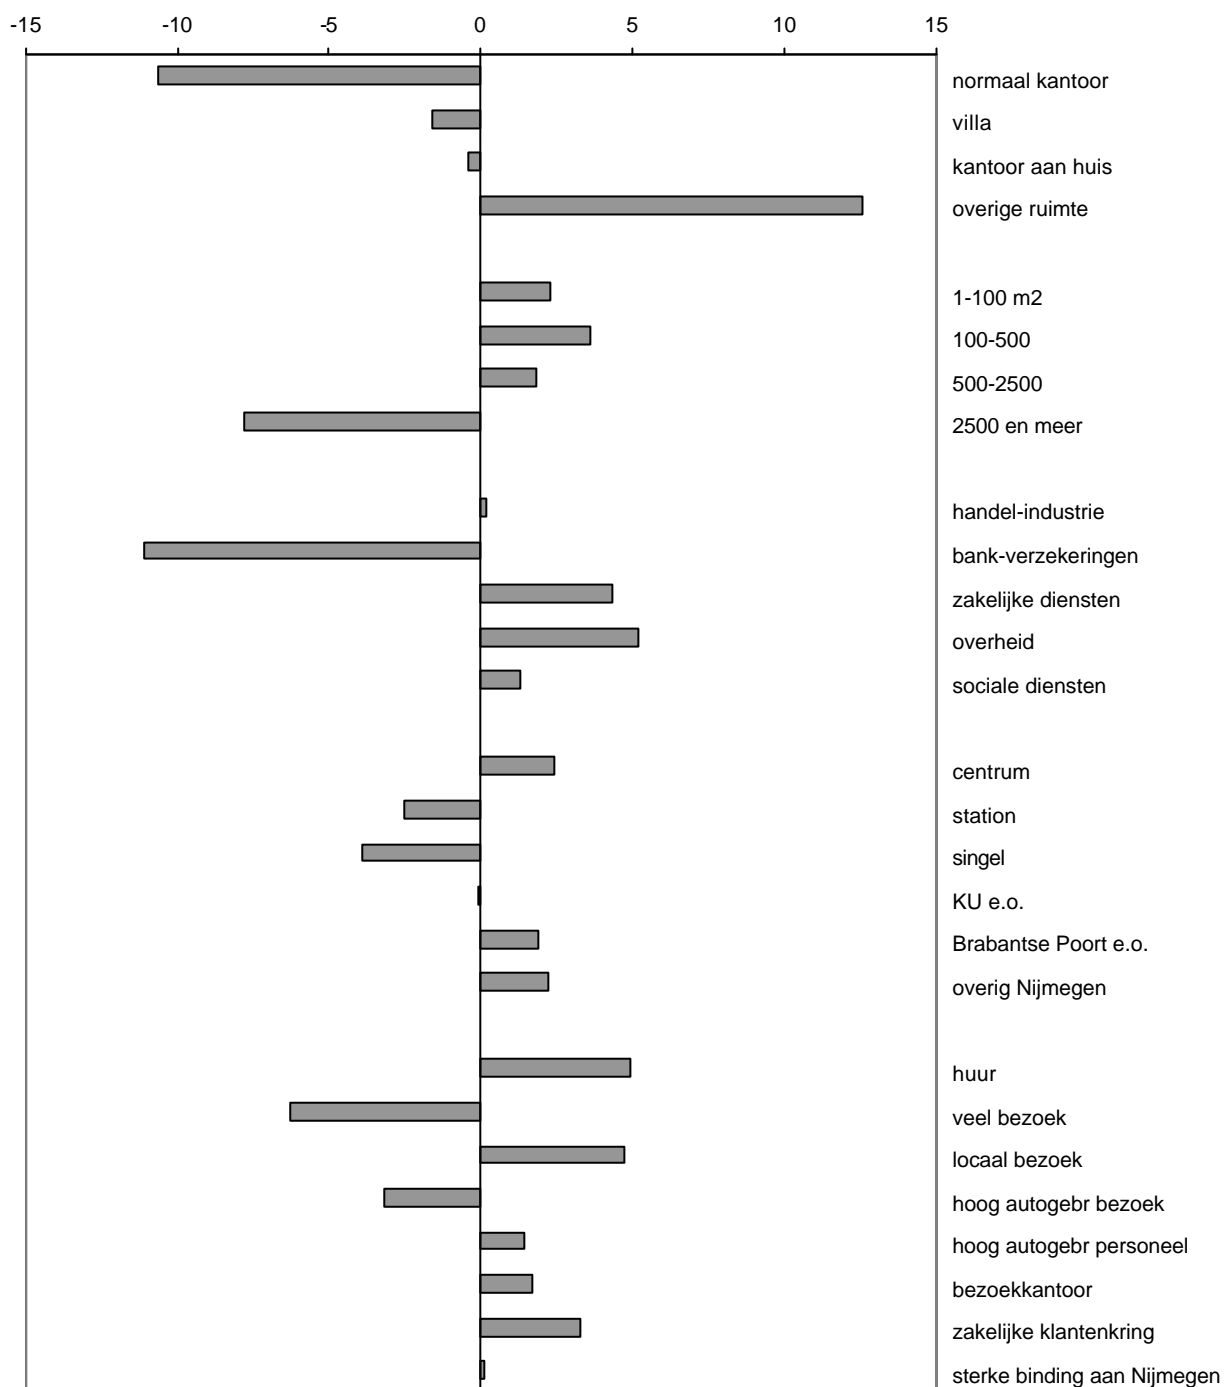 -15 -10 -5 0 5 10 15
normaal kantoor
villa
kantoor aan huis
overige ruimte
1-100 m2
100-500
500-2500
2500 en meer
handel-industrie
bank-verzekeringen
zakelijke diensten
overheid
sociale diensten
centrum
station
singel
KU e.o.
Brabantse Poort e.o.
overig Nijmegen
huur
veel bezoek
locaal bezoek
hoog autogebr bezoek
hoog autogebr personeel
bezoekkantoor
zakelijke klantenkring
sterke binding aan Nijmegen